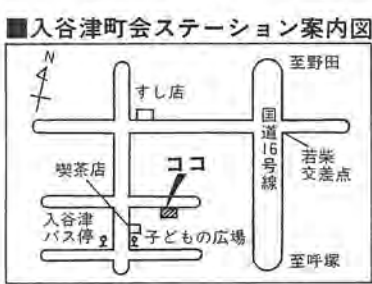 ■入谷津町会ステーション案内図
N
至野田
すし店
国道16号線
若柴
交差点
喫茶店
ココ
入谷津
バス停
子どもの広場
至呼塚